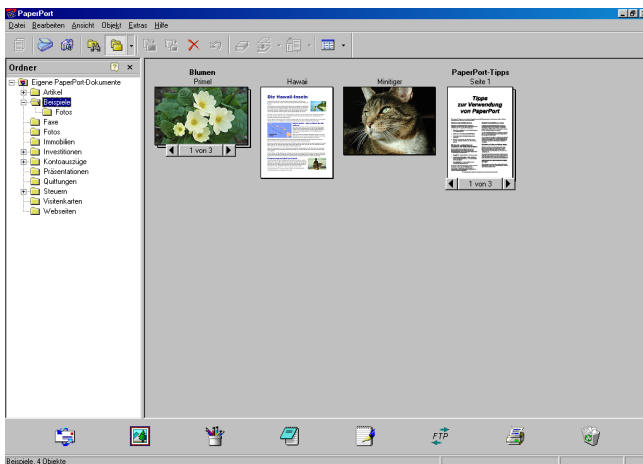 PaperPort
Datei Bearbeiten Ansicht Objekt Extras Hilfe
Ordner
Eigene PaperPort-Dokumente
Artikel
Beispiele
Fotos
Faxe
Fotos
Immobilien
Investitionen
Kontoauszüge
Präsentationen
Quittungen
Steuern
Visitenkarten
Webseiten
Blumen
Primel
1 von 3
Hawaii
Die Hawaii-Inseln
Minitiger
PaperPort-Tipps
Seite 1
Tipps
zur Verwendung
von PaperPort
1 von 3
FTP
Beispiele, 4 Objekte